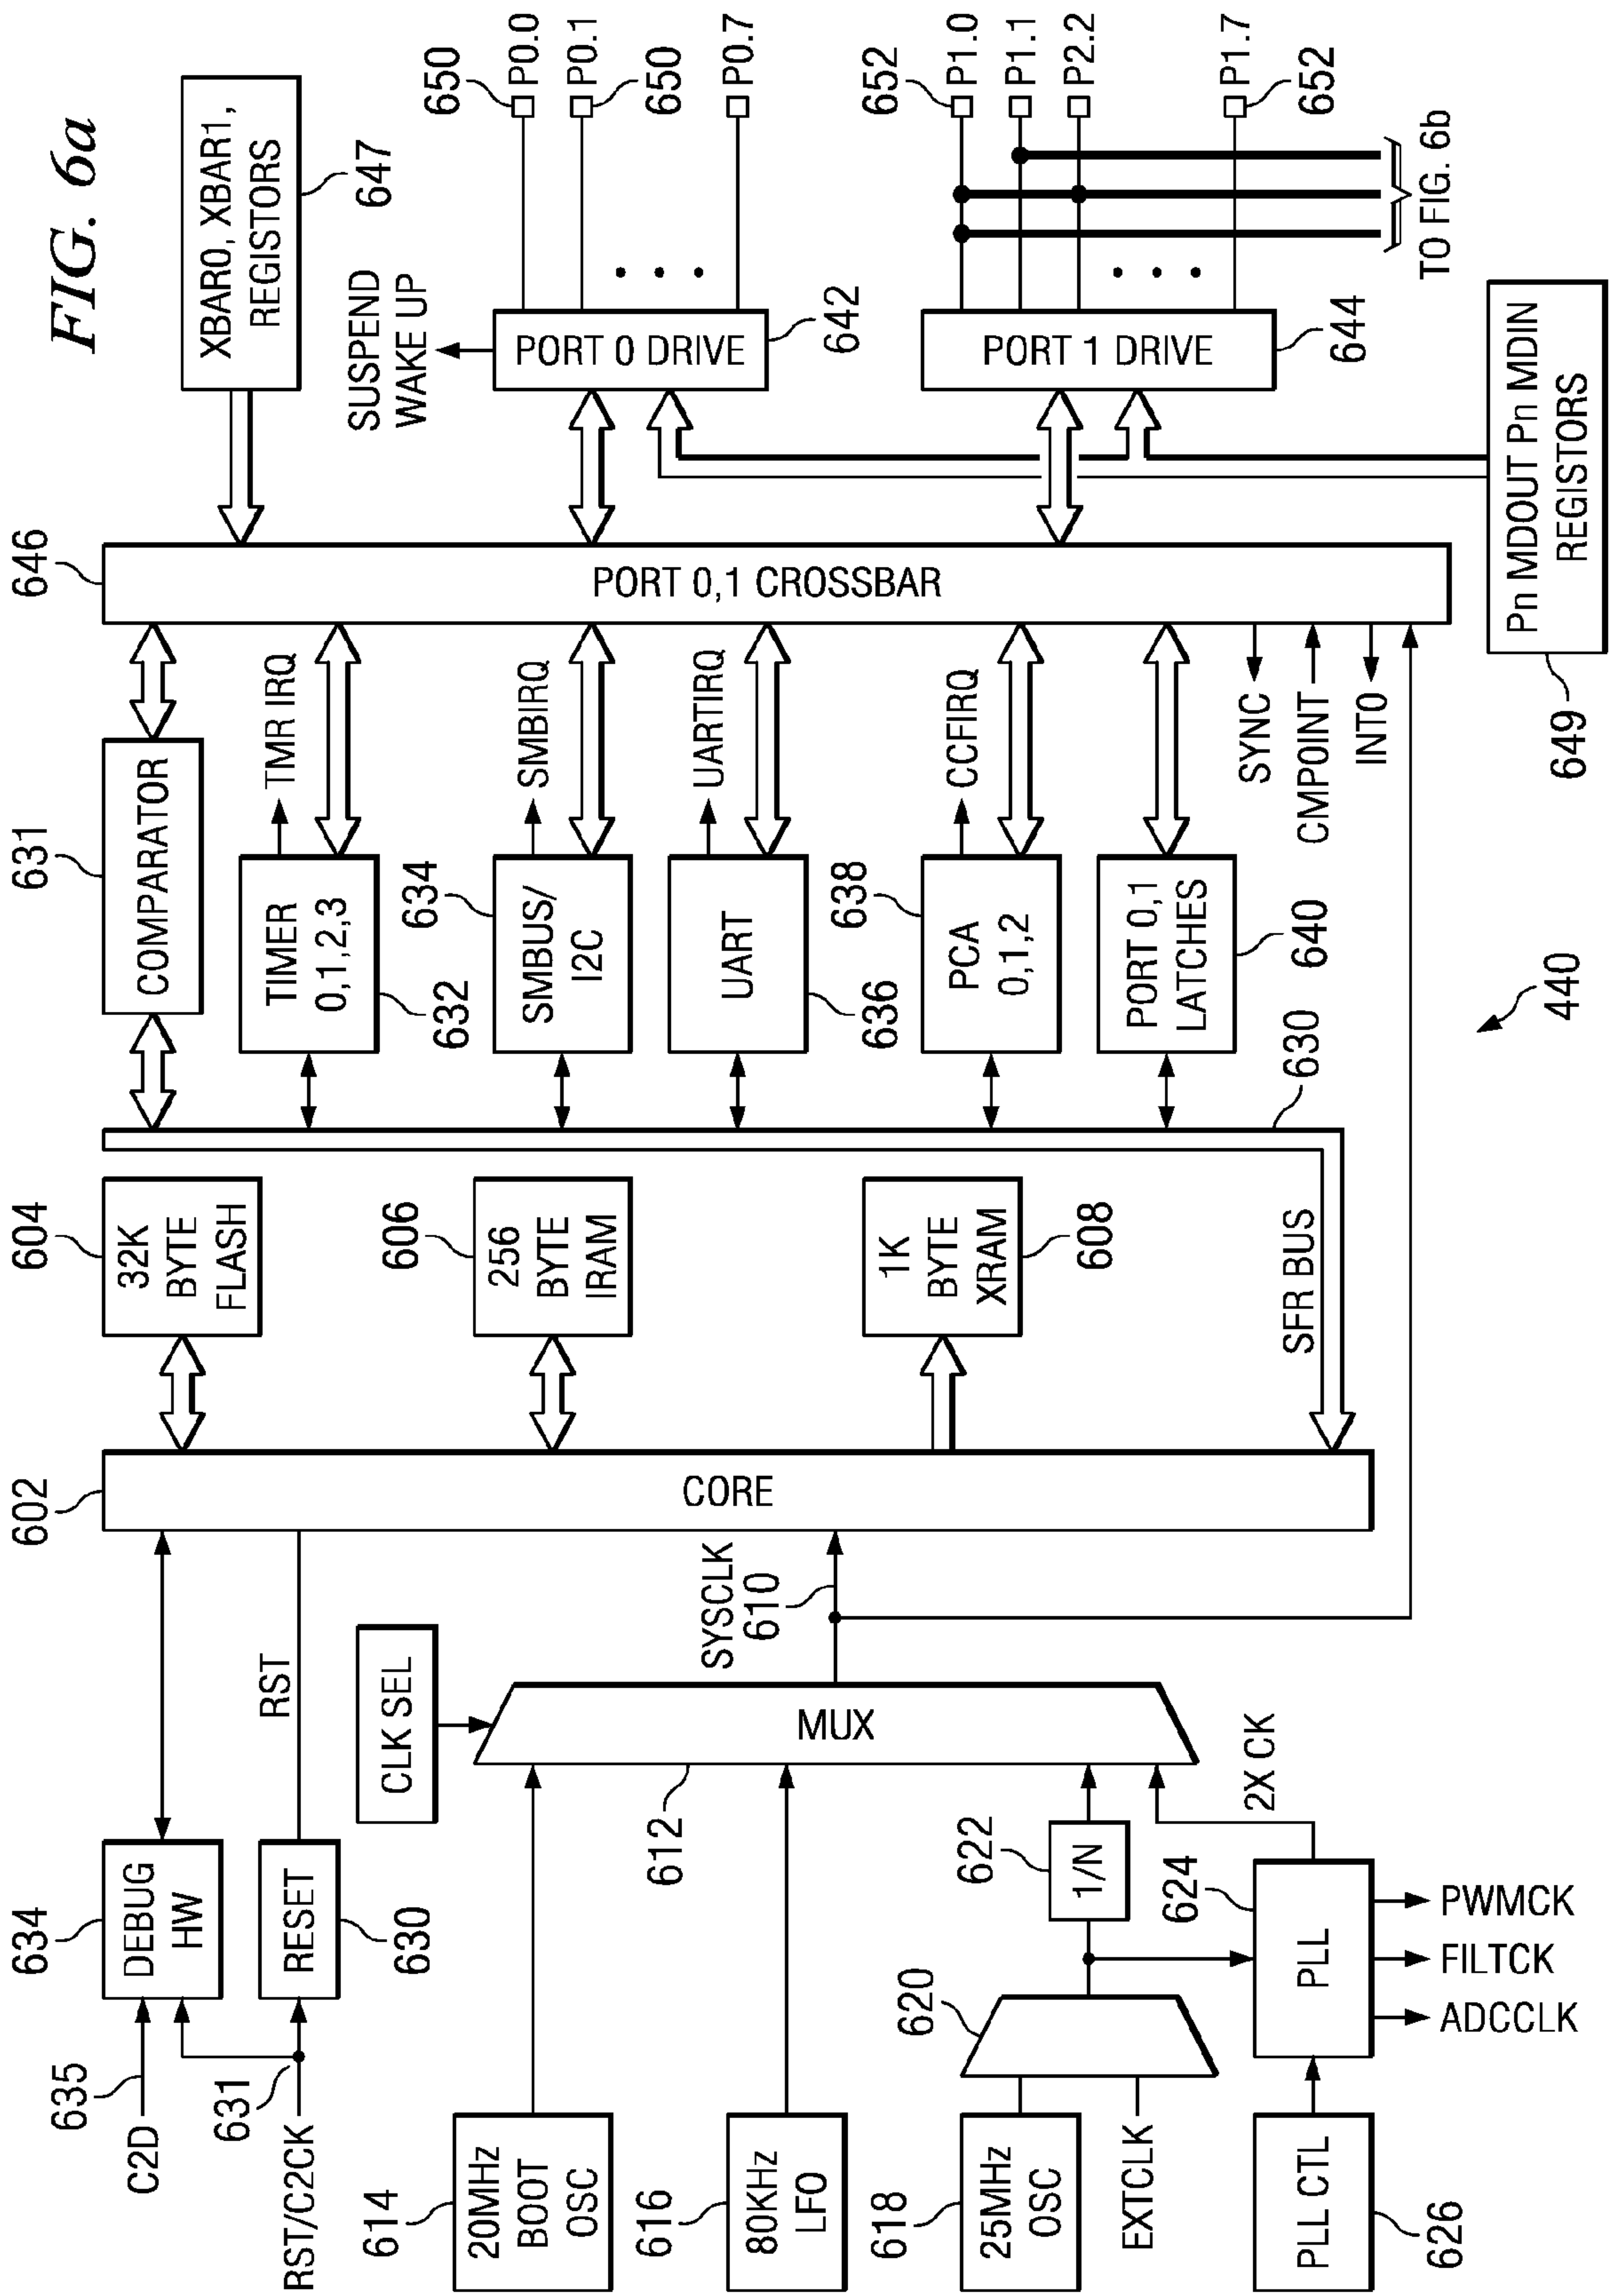 FIG. 6a
634
635
C2D
DEBUG
HW
631
RST/C2CK
RESET
630
RST
CLK SEL
614
20MHz
BOOT
OSC
616
80KHz
LFO
618
25MHz
OSC
EXTCLK
620
622
1/N
612
MUX
SYSCLK
610
2X CK
624
PLL
PWMCK
FILTCK
ADCCLK
PLL CTL
626
602
CORE
604
32K
BYTE
FLASH
606
256
BYTE
IRAM
1K
BYTE
XRAM
608
SFR BUS
630
631
COMPARATOR
TIMER
0,1,2,3
632
TMR IRQ
634
SMBUS/
I2C
SMBIRQ
UART
636
UARTIRQ
638
PCA
0,1,2
CCFIRQ
PORT 0,1
LATCHES
640
440
646
PORT 0,1 CROSSBAR
SYNC
CMPOINT
INT0
XBAR0, XBAR1,
REGISTORS
647
SUSPEND
WAKE UP
PORT 0 DRIVE
642
650
P0.0
P0.1
650
P0.7
PORT 1 DRIVE
644
652
P1.0
P1.1
P2.2
P1.7
652
TO FIG. 6b
Pn MDOUT Pn MDIN
REGISTORS
649